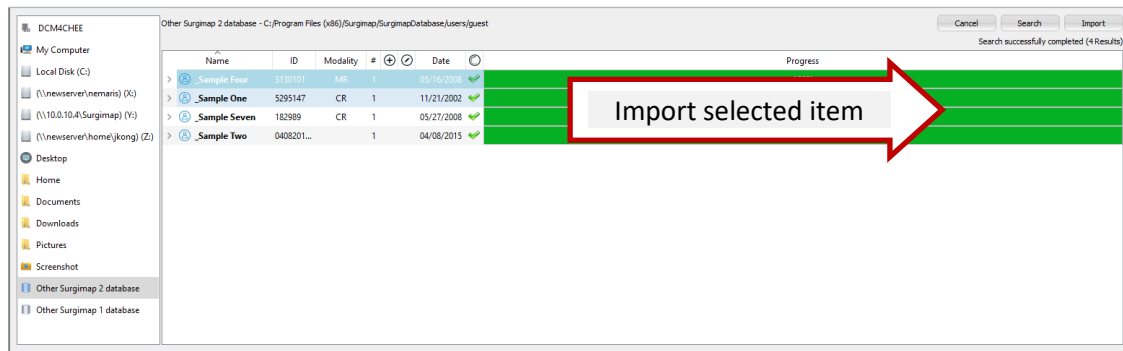 DCM4CHEE
My Computer
Local Disk (C:)
(\\newserver\nemaris) (X:)
(\\10.0.10.4\Surgimap) (Y:)
(\\newserver\home\jkong) (Z:)
Desktop
Home
Documents
Downloads
Pictures
Screenshot
Other Surgimap 2 database
Other Surgimap 1 database
Other Surgimap 2 database - C:/Program Files (x86)/Surgimap/SurgimapDatabase/users/guest
Cancel Search Import
Search successfully completed (4 Results)
Name ID Modality # Date Progress
_Sample Four 3130101 MR 1 05/16/2008
_Sample One 5295147 CR 1 11/21/2002
_Sample Seven 182989 CR 1 05/27/2008
_Sample Two 0408201... 1 04/08/2015
Import selected item